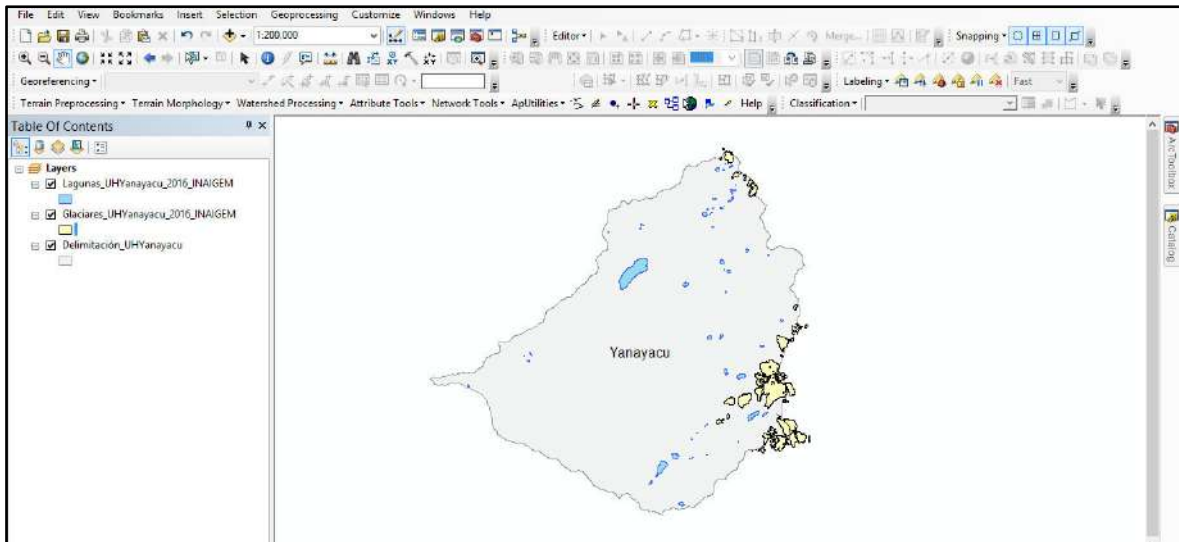 File Edit View Bookmarks Insert Selection Geoprocessing Customize Windows Help
1:200,000 Editor Merge... Snapping
Georeferencing Labeling Fast
Terrain Preprocessing Terrain Morphology Watershed Processing Attribute Tools Network Tools ApUtilities Help Classification
Table Of Contents
Layers
Lagunas_UHYanayacu_2016_INAIGEM
Glaciares_UHYanayacu_2016_INAIGEM
Delimitación_UHYanayacu
Yanayacu
ArcToolbox
Catalog